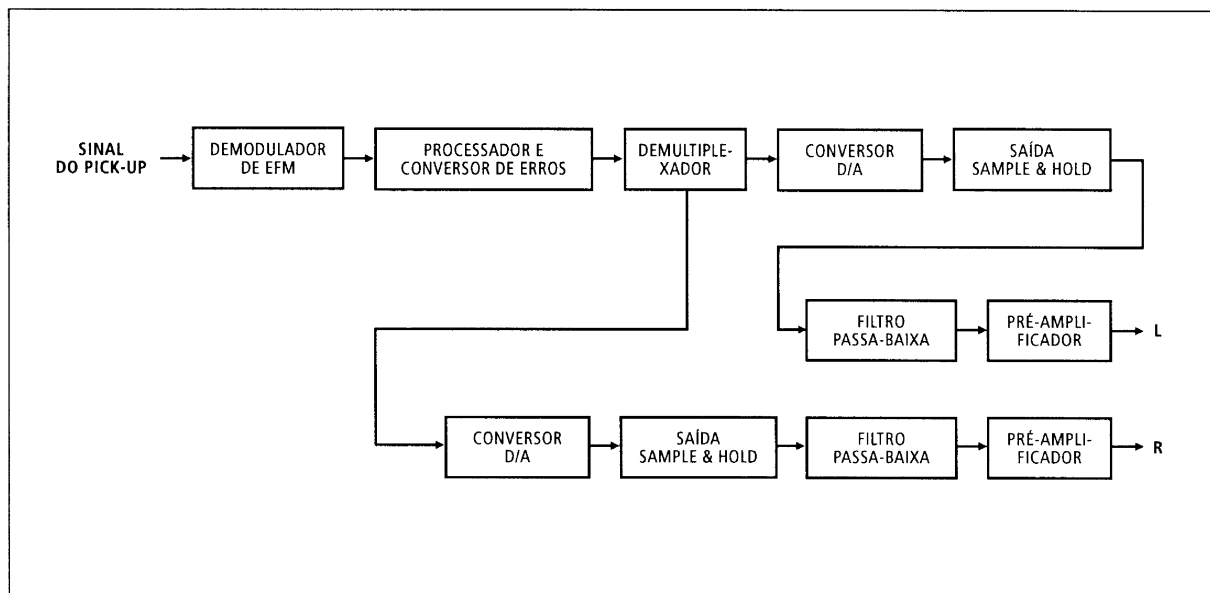 SINAL
DO PICK-UP
DEMODULADOR
DE EFM
PROCESSADOR E
CONVERSOR DE ERROS
DEMULTIPLE-
XADOR
CONVERSOR
D/A
SAÍDA
SAMPLE & HOLD
FILTRO
PASSA-BAIXA
PRÉ-AMPLI-
FICADOR
L
CONVERSOR
D/A
SAÍDA
SAMPLE & HOLD
FILTRO
PASSA-BAIXA
PRÉ-AMPLI-
FICADOR
R